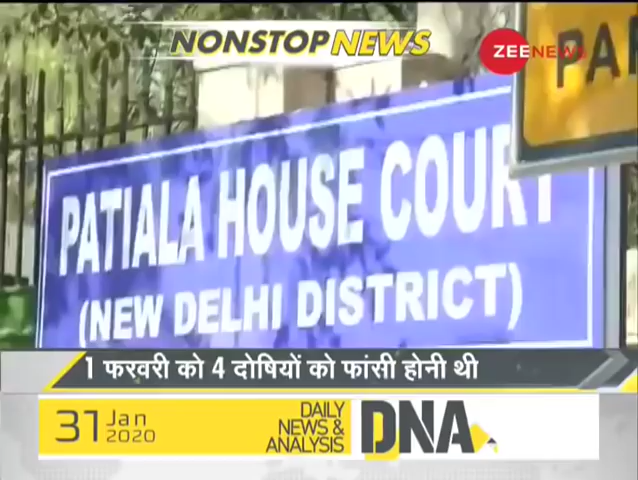 NONSTOP NEWS
ZEE NEWS
PAR
PATIALA HOUSE COURT
(NEW DELHI DISTRICT)
1 फरवरी को 4 दोषियों को फांसी होनी थी
31 Jan
2020
DAILY
NEWS &
ANALYSIS
DNA